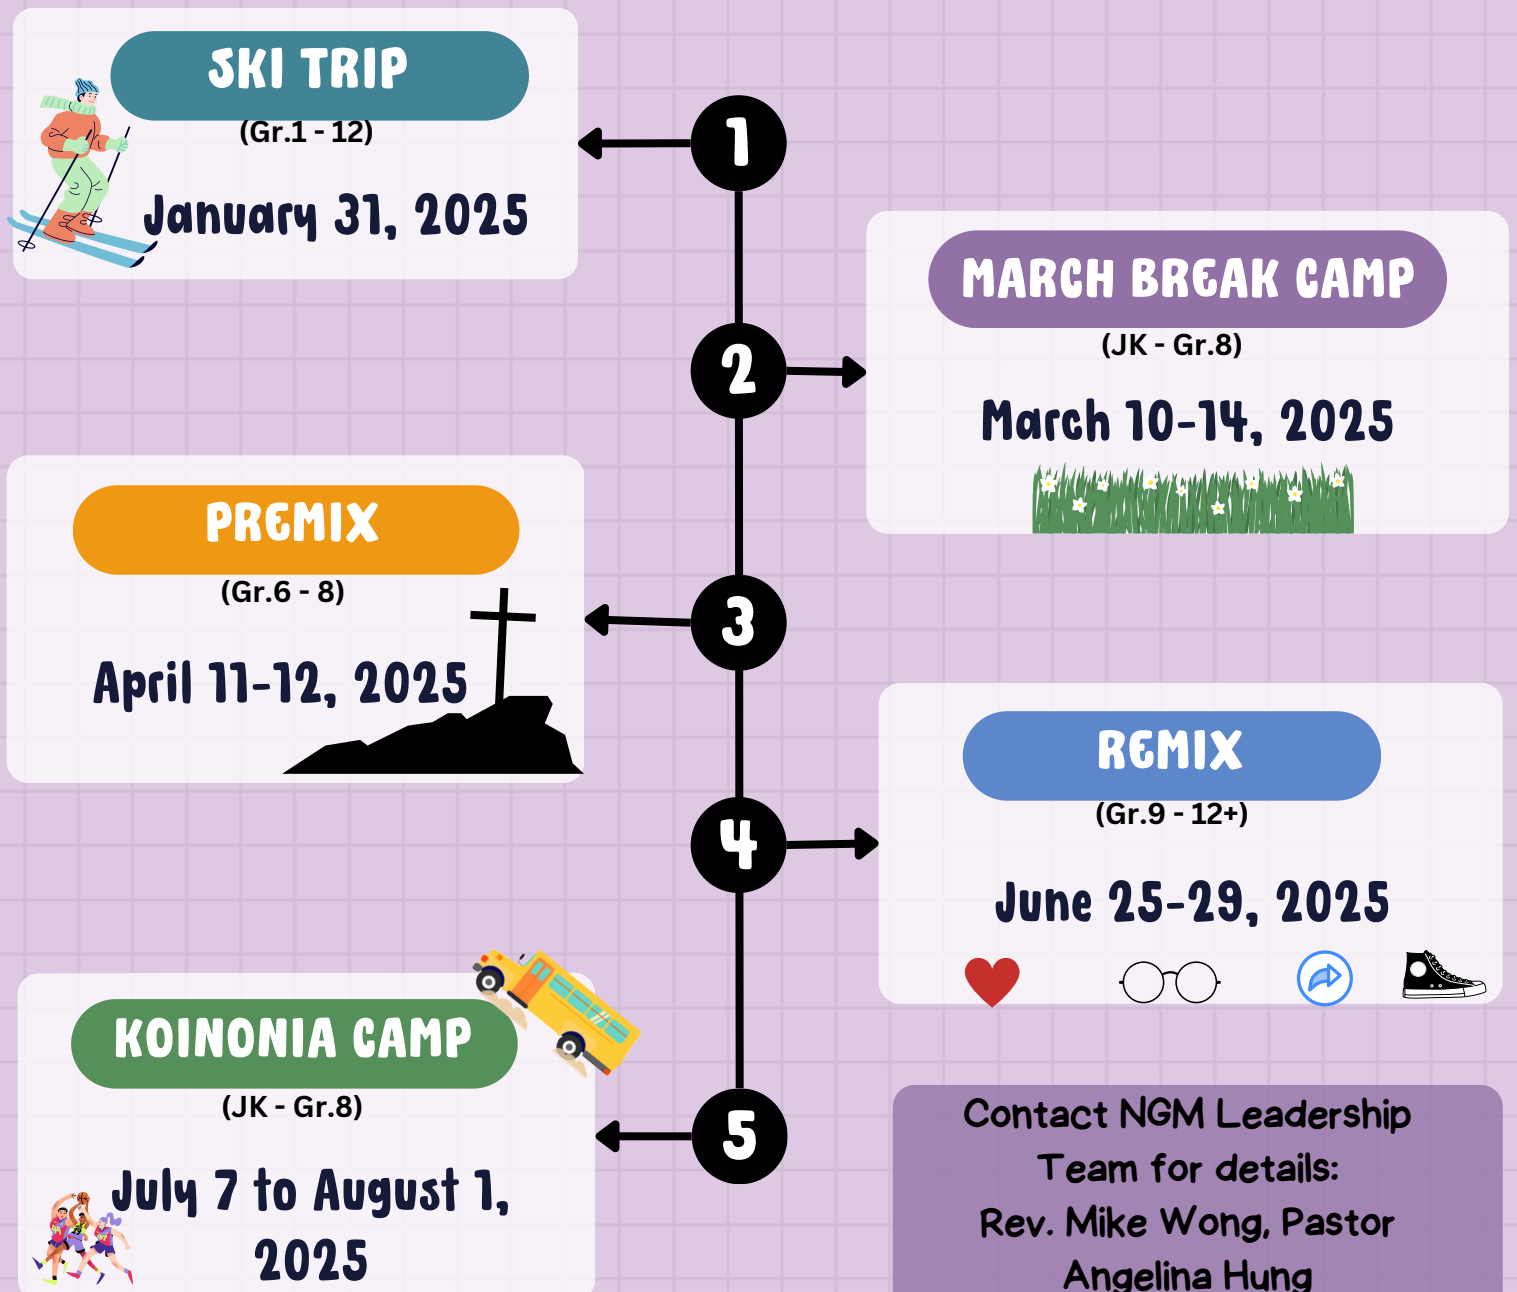 SKI TRIP
(Gr.1 - 12)
January 31, 2025
1
MARCH BREAK CAMP
(JK - Gr.8)
March 10-14, 2025
2
PREMIX
(Gr.6 - 8)
April 11-12, 2025
3
REMIX
(Gr.9 - 12+)
June 25-29, 2025
4
KOINONIA CAMP
(JK - Gr.8)
July 7 to August 1,
2025
5
Contact NGM Leadership
Team for details:
Rev. Mike Wong, Pastor
Angelina Hung